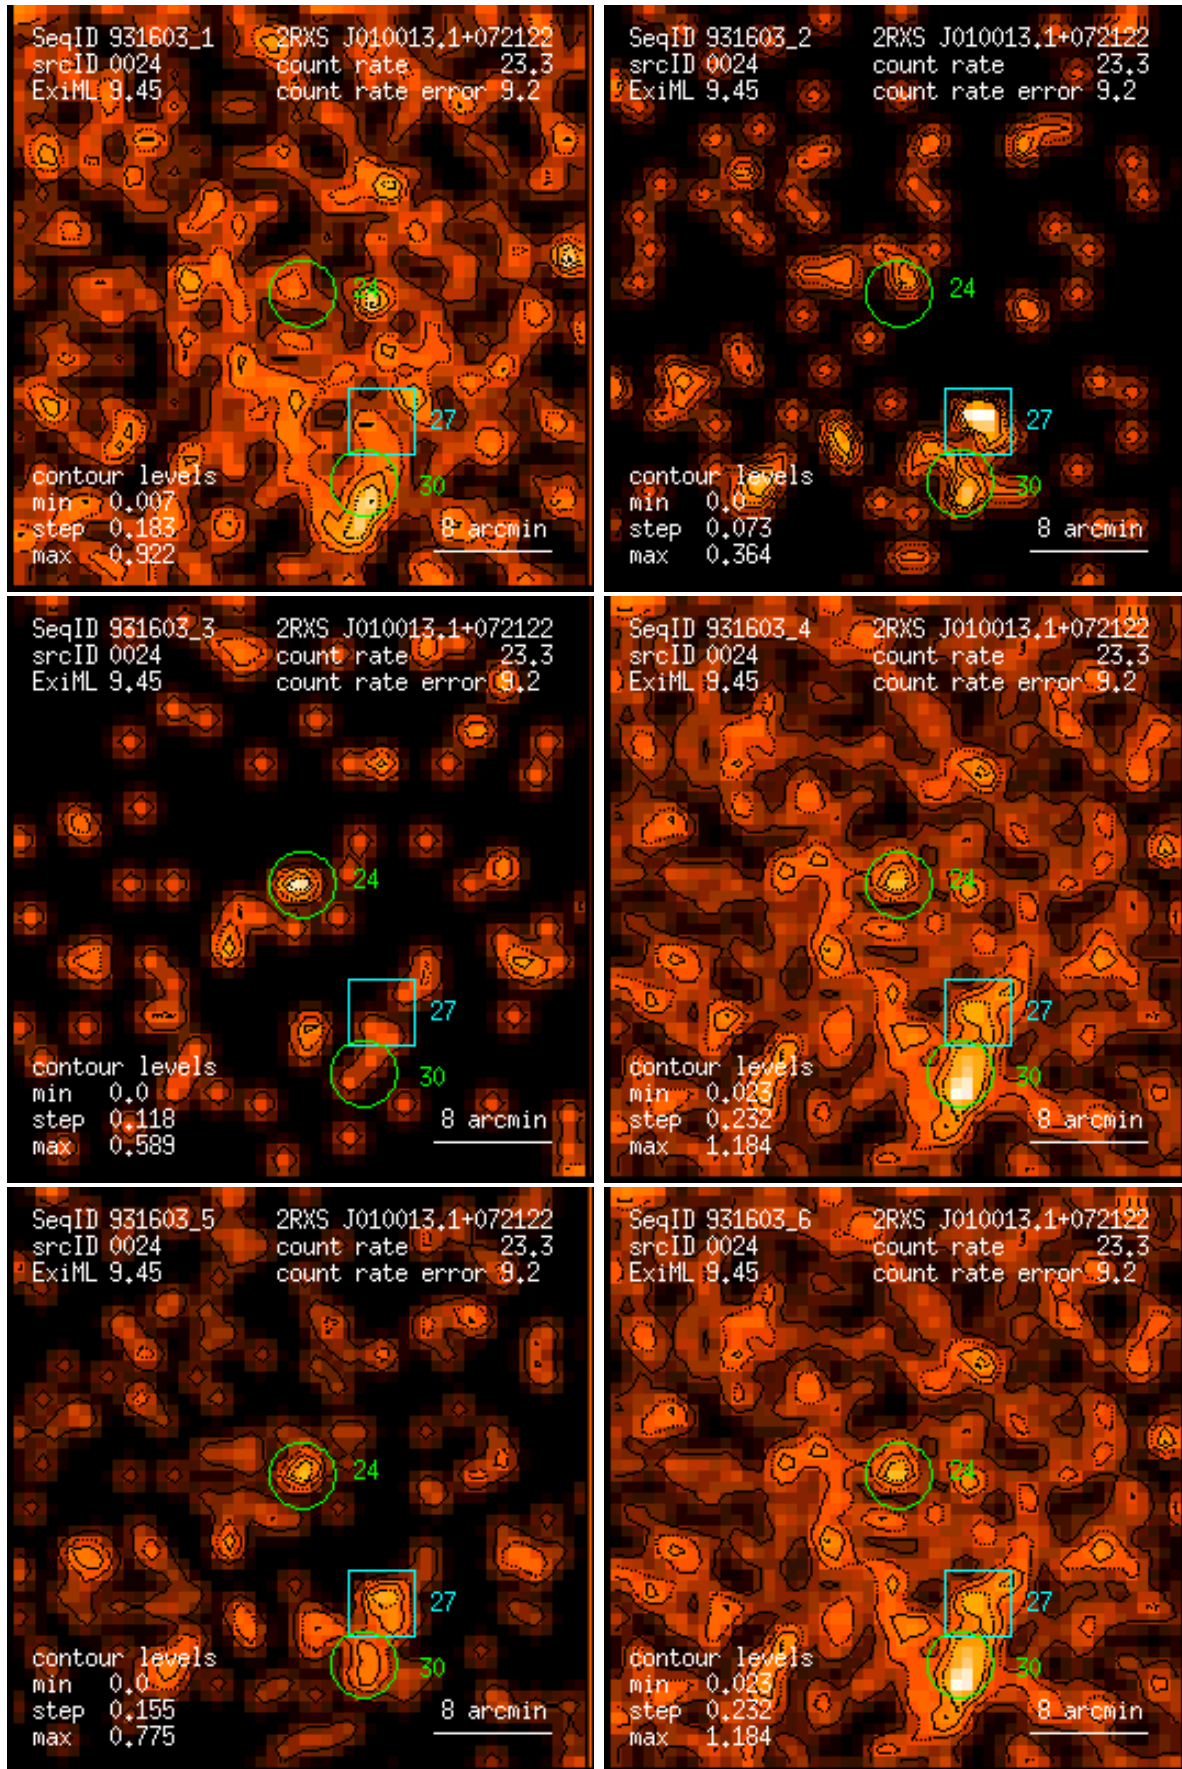 SeqID 931603_1 2RXS J010013.1+072122
srcID 0024 count rate 23.3
ExiML 9.45 count rate error 9.2
24
27
30
contour levels
min 0.007
step 0.183
max 0.922
8 arcmin
SeqID 931603_2 2RXS J010013.1+072122
srcID 0024 count rate 23.3
ExiML 9.45 count rate error 9.2
24
27
30
contour levels
min 0.0
step 0.073
max 0.364
8 arcmin
SeqID 931603_3 2RXS J010013.1+072122
srcID 0024 count rate 23.3
ExiML 9.45 count rate error 9.2
24
27
30
contour levels
min 0.0
step 0.118
max 0.589
8 arcmin
SeqID 931603_4 2RXS J010013.1+072122
srcID 0024 count rate 23.3
ExiML 9.45 count rate error 9.2
24
27
30
contour levels
min 0.023
step 0.232
max 1.184
8 arcmin
SeqID 931603_5 2RXS J010013.1+072122
srcID 0024 count rate 23.3
ExiML 9.45 count rate error 9.2
24
27
30
contour levels
min 0.0
step 0.155
max 0.775
8 arcmin
SeqID 931603_6 2RXS J010013.1+072122
srcID 0024 count rate 23.3
ExiML 9.45 count rate error 9.2
24
27
30
contour levels
min 0.023
step 0.232
max 1.184
8 arcmin